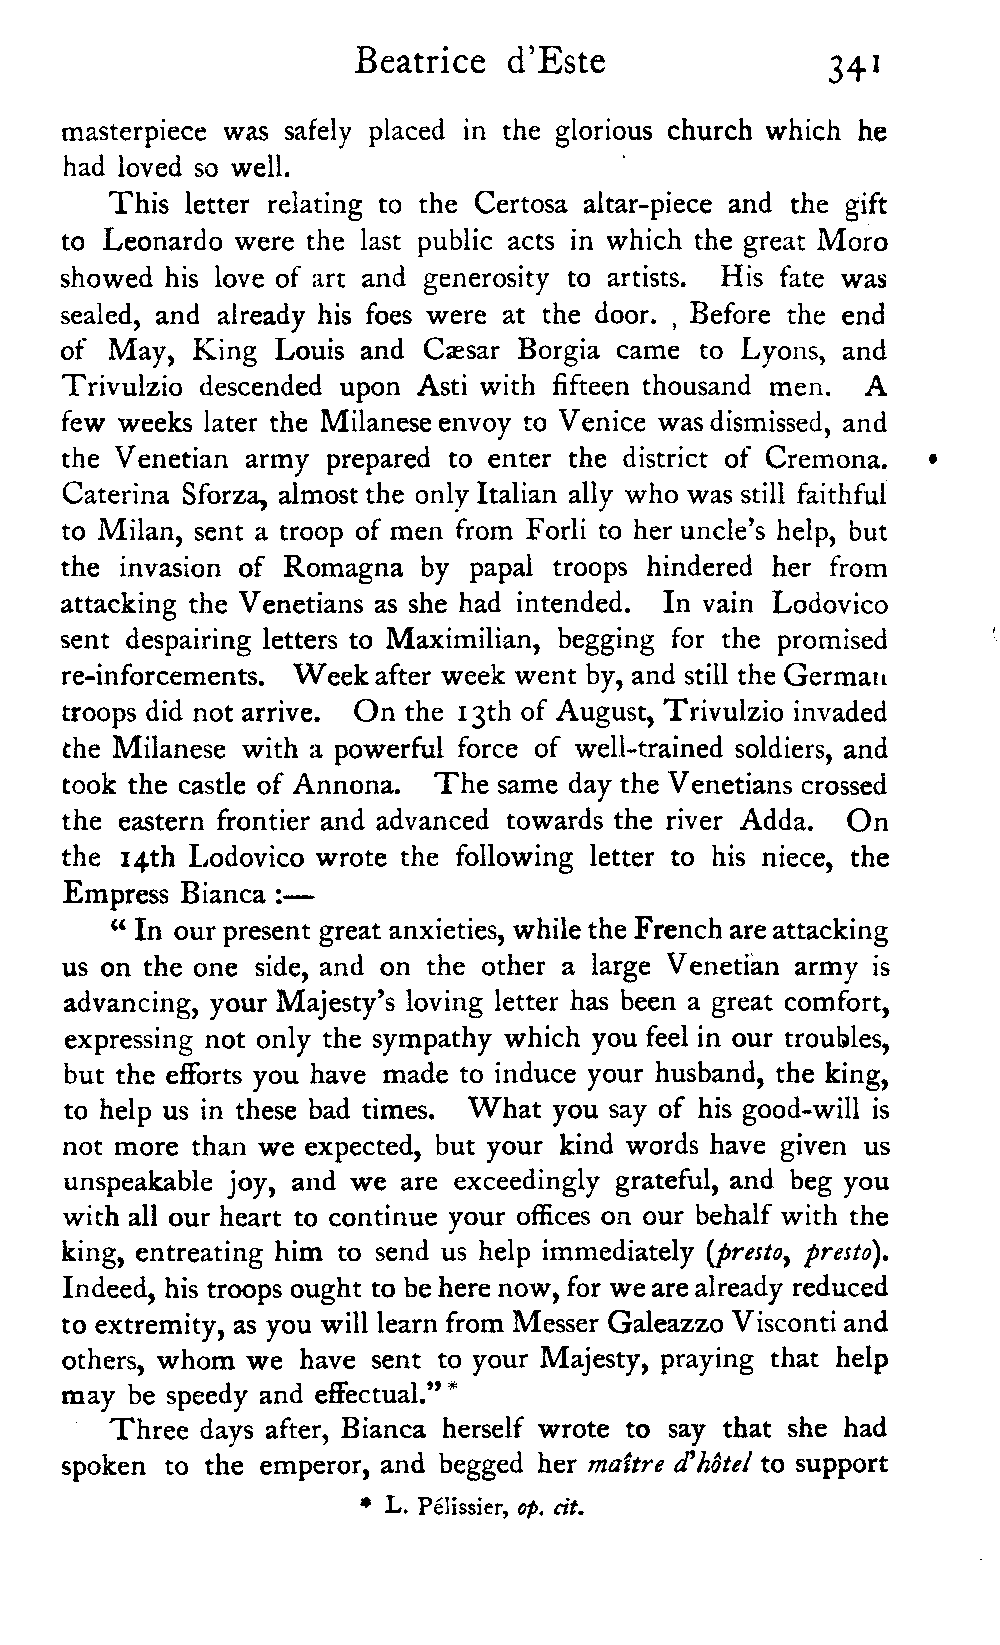 Beatrice d'Este 341
masterpiece was safely placed in the glorious church which he
had loved so well.
This letter relating to the Certosa altar-piece and the gift
to Leonardo were the last public acts in which the great Moro
showed his love of art and generosity to artists. His fate was
sealed, and already his foes were at the door. , Before the end
of May, King Louis and Cæsar Borgia came to Lyons, and
Trivulzio descended upon Asti with fifteen thousand men. A
few weeks later the Milanese envoy to Venice was dismissed, and
the Venetian army prepared to enter the district of Cremona.
Caterina Sforza, almost the only Italian ally who was still faithful
to Milan, sent a troop of men from Forli to her uncle's help, but
the invasion of Romagna by papal troops hindered her from
attacking the Venetians as she had intended. In vain Lodovico
sent despairing letters to Maximilian, begging for the promised
re-inforcements. Week after week went by, and still the German
troops did not arrive. On the 13th of August, Trivulzio invaded
the Milanese with a powerful force of well-trained soldiers, and
took the castle of Annona. The same day the Venetians crossed
the eastern frontier and advanced towards the river Adda. On
the 14th Lodovico wrote the following letter to his niece, the
Empress Bianca :—
“ In our present great anxieties, while the French are attacking
us on the one side, and on the other a large Venetian army is
advancing, your Majesty's loving letter has been a great comfort,
expressing not only the sympathy which you feel in our troubles,
but the efforts you have made to induce your husband, the king,
to help us in these bad times. What you say of his good-will is
not more than we expected, but your kind words have given us
unspeakable joy, and we are exceedingly grateful, and beg you
with all our heart to continue your offices on our behalf with the
king, entreating him to send us help immediately (presto, presto).
Indeed, his troops ought to be here now, for we are already reduced
to extremity, as you will learn from Messer Galeazzo Visconti and
others, whom we have sent to your Majesty, praying that help
may be speedy and effectual.” *
Three days after, Bianca herself wrote to say that she had
spoken to the emperor, and begged her maître d'hôtel to support
* L. Pélissier, op. cit.